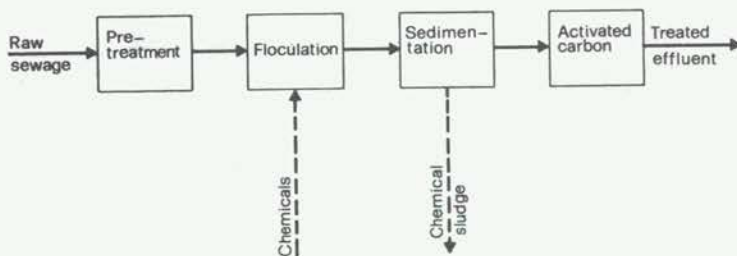 Raw
sewage
Pre-
treatment
Floculation
Sedimen-
tation
Activated
carbon
Treated
effluent
Chemicals
Chemical
sludge